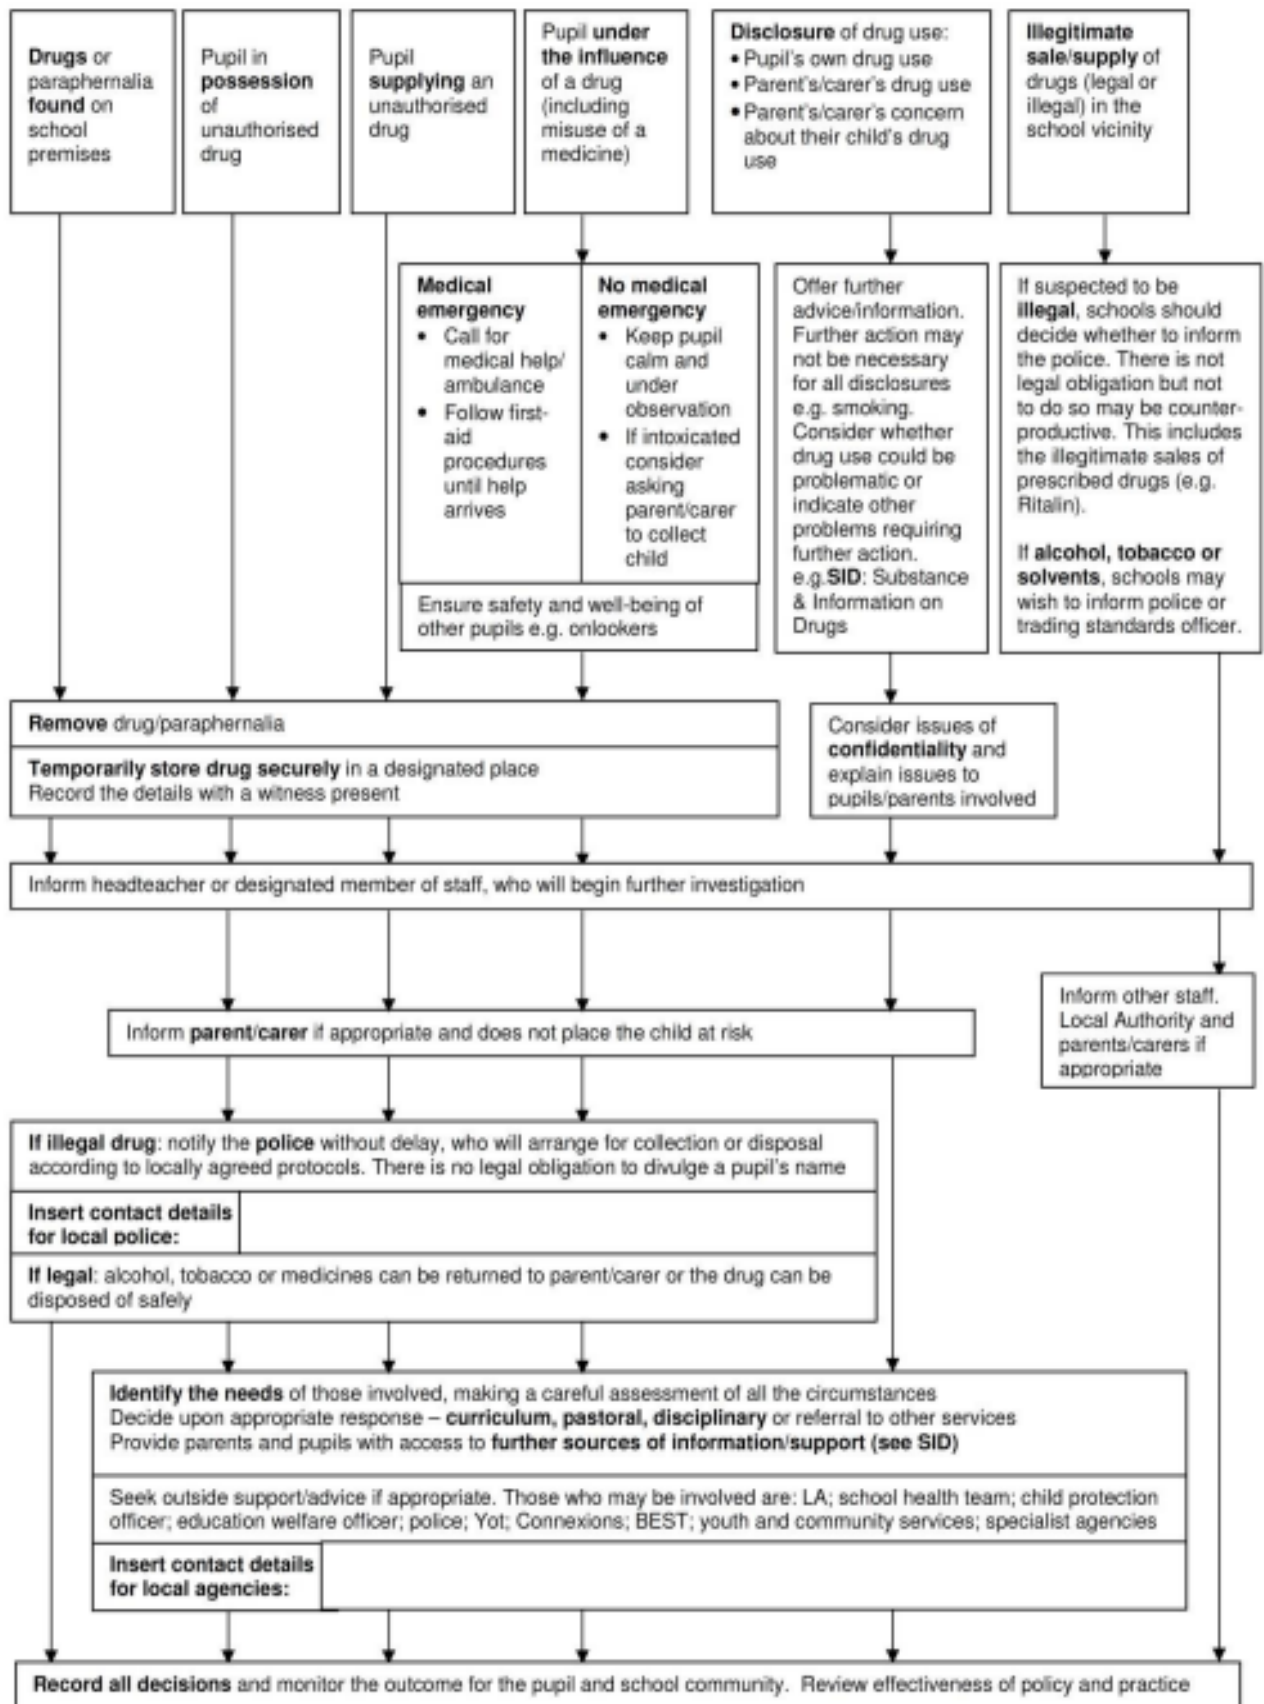 Drugs or
paraphernalia
found on
school
premises
Pupil in
possession
of
unauthorised
drug
Pupil
supplying an
unauthorised
drug
Pupil under
the influence
of a drug
(including
misuse of a
medicine)
Disclosure of drug use:
• Pupil's own drug use
• Parent's/carer's drug use
• Parent's/carer's concern
about their child's drug
use
Illegitimate
sale/supply of
drugs (legal or
illegal) in the
school vicinity
Medical
emergency
• Call for
medical help/
ambulance
• Follow first-
aid
procedures
until help
arrives
No medical
emergency
• Keep pupil
calm and
under
observation
• If intoxicated
consider
asking
parent/carer
to collect
child
Ensure safety and well-being of
other pupils e.g. onlookers
Offer further
advice/information.
Further action may
not be necessary
for all disclosures
e.g. smoking.
Consider whether
drug use could be
problematic or
indicate other
problems requiring
further action.
e.g.SID: Substance
& Information on
Drugs
If suspected to be
illegal, schools should
decide whether to inform
the police. There is not
legal obligation but not
to do so may be counter-
productive. This includes
the illegitimate sales of
prescribed drugs (e.g.
Ritalin).
If alcohol, tobacco or
solvents, schools may
wish to inform police or
trading standards officer.
Remove drug/paraphernalia
Temporarily store drug securely in a designated place
Record the details with a witness present
Consider issues of
confidentiality and
explain issues to
pupils/parents involved
Inform headteacher or designated member of staff, who will begin further investigation
Inform parent/carer if appropriate and does not place the child at risk
Inform other staff.
Local Authority and
parents/carers if
appropriate
If illegal drug: notify the police without delay, who will arrange for collection or disposal
according to locally agreed protocols. There is no legal obligation to divulge a pupil's name
Insert contact details
for local police:
If legal: alcohol, tobacco or medicines can be returned to parent/carer or the drug can be
disposed of safely
Identify the needs of those involved, making a careful assessment of all the circumstances
Decide upon appropriate response – curriculum, pastoral, disciplinary or referral to other services
Provide parents and pupils with access to further sources of information/support (see SID)
Seek outside support/advice if appropriate. Those who may be involved are: LA; school health team; child protection
officer; education welfare officer; police; Yot; Connexions; BEST; youth and community services; specialist agencies
Insert contact details
for local agencies:
Record all decisions and monitor the outcome for the pupil and school community. Review effectiveness of policy and practice